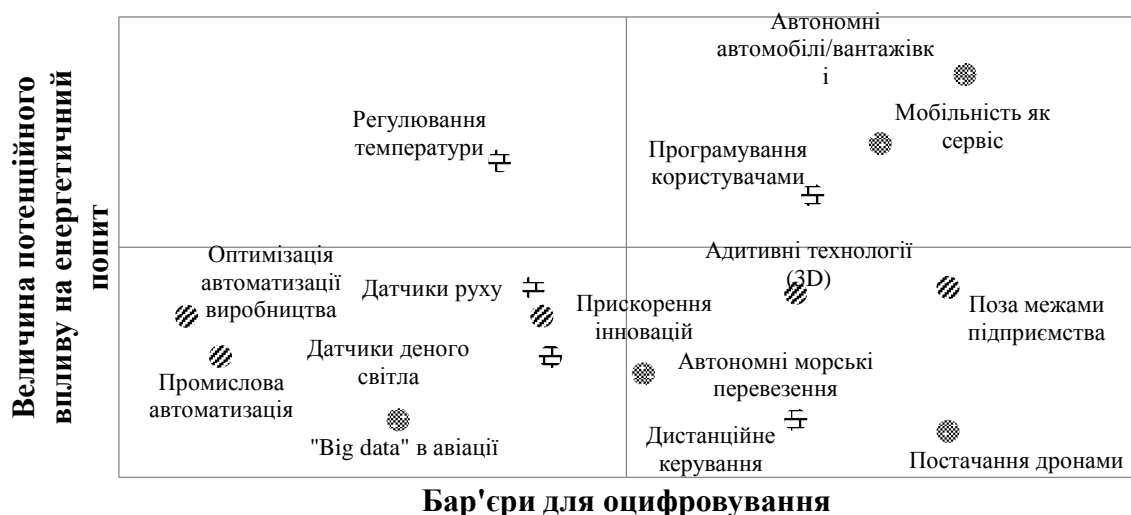 Величина потенційного
впливу на енергетичний
попит
Автономні
автомобілі/вантажівк
і
Мобільність як
сервіс
Регулювання
температури
Програмування
користувачами
Оптимізація
автоматизації
виробництва
Датчики руху
Адитивні технології
(3D)
Прискорення
інновацій
Поза межами
підприємства
Датчики деного
світла
Автономні морські
перевезення
Промислова
автоматизація
"Big data" в авіації
Дистанційне
керування
Постачання дронами
Бар'єри для оцифровування